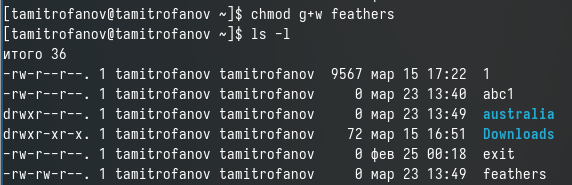 [tamitrofanov@tamitrofanov ~]$ chmod g+w feathers
[tamitrofanov@tamitrofanov ~]$ ls -l
итого 36
-rw-r--r--. 1 tamitrofanov tamitrofanov 9567 мар 15 17:22 1
-rw-r--r--. 1 tamitrofanov tamitrofanov 0 мар 23 13:40 abc1
drwxr--r--. 1 tamitrofanov tamitrofanov 0 мар 23 13:49 australia
drwxr-xr-x. 1 tamitrofanov tamitrofanov 72 мар 15 16:51 Downloads
-rw-r--r--. 1 tamitrofanov tamitrofanov 0 фев 25 00:18 exit
-rw-rw-r--. 1 tamitrofanov tamitrofanov 0 мар 23 13:49 feathers